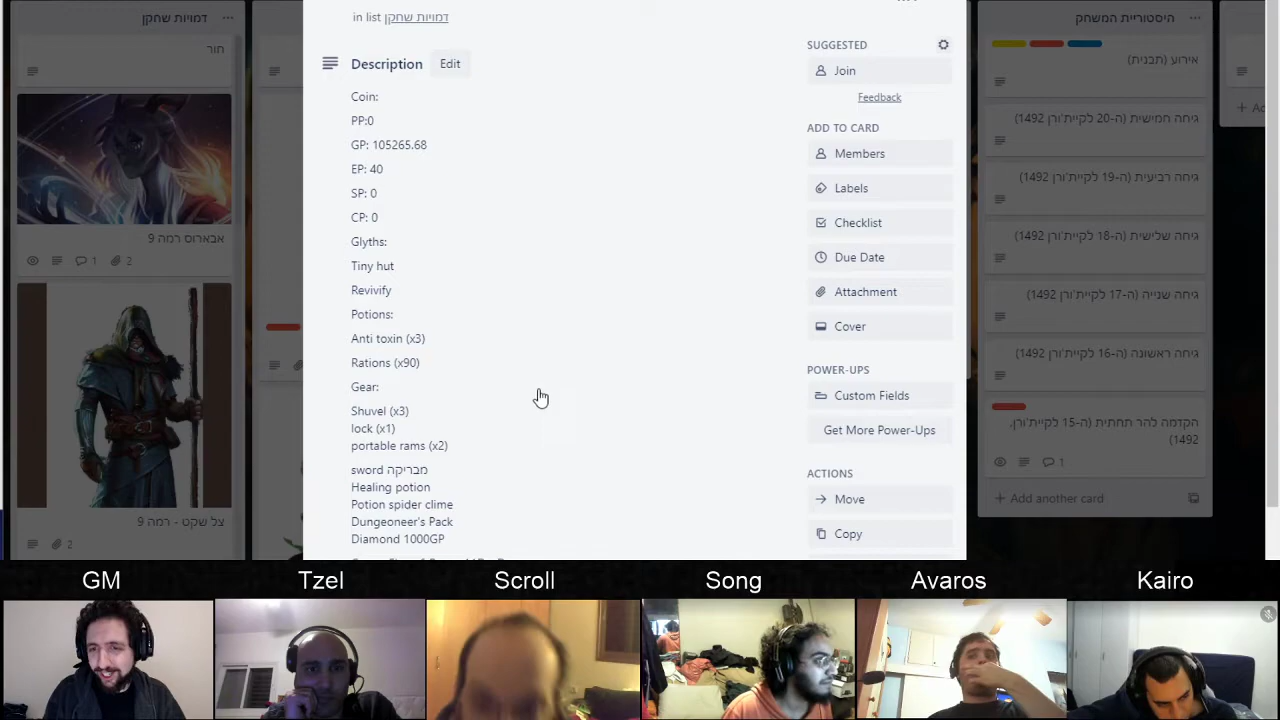 דמויות שחקן
חור
אבארוס רמה 9
1
2
צל שקט - רמה 9
2
in list דמויות שחקן
Description
Edit
Coin:
PP:0
GP: 105265.68
EP: 40
SP: 0
CP: 0
Glyths:
Tiny hut
Revivify
Potions:
Anti toxin (x3)
Rations (x90)
Gear:
Shuvel (x3)
lock (x1)
portable rams (x2)
sword מבריקה
Healing potion
Potion spider clime
Dungeoneer's Pack
Diamond 1000GP
SUGGESTED
Join
Feedback
ADD TO CARD
Members
Labels
Checklist
Due Date
Attachment
Cover
POWER-UPS
Custom Fields
Get More Power-Ups
ACTIONS
Move
Copy
היסטוריית המשחק
אירוע (תבנית)
גיחה חמישית (ה-20 לקיית'ורן 1492)
גיחה רביעית (ה-19 לקיית'ורן 1492)
גיחה שלישית (ה-18 לקיית'ורן 1492)
גיחה שנייה (ה-17 לקיית'ורן 1492)
גיחה ראשונה (ה-16 לקיית'ורן 1492)
הקדמה להר תחתית (ה-15 לקיית'ורן,
1492)
1
Add another card
GM
Tzel
Scroll
Song
Avaros
Kairo